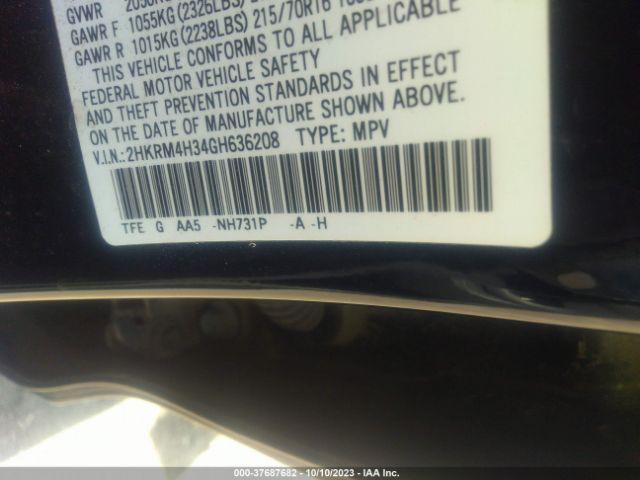 GVWR
GAWR F 1055KG (2326LBS)
GAWR R 1015KG (2238LBS) 215/70R16
THIS VEHICLE CONFORMS TO ALL APPLICABLE
FEDERAL MOTOR VEHICLE SAFETY
AND THEFT PREVENTION STANDARDS IN EFFECT
ON THE DATE OF MANUFACTURE SHOWN ABOVE.
V.I.N.:2HKRM4H34GH636208 TYPE: MPV
TFE G AA5 -NH731P -A -H
000-37687682 - 10/10/2023 - IAA Inc.